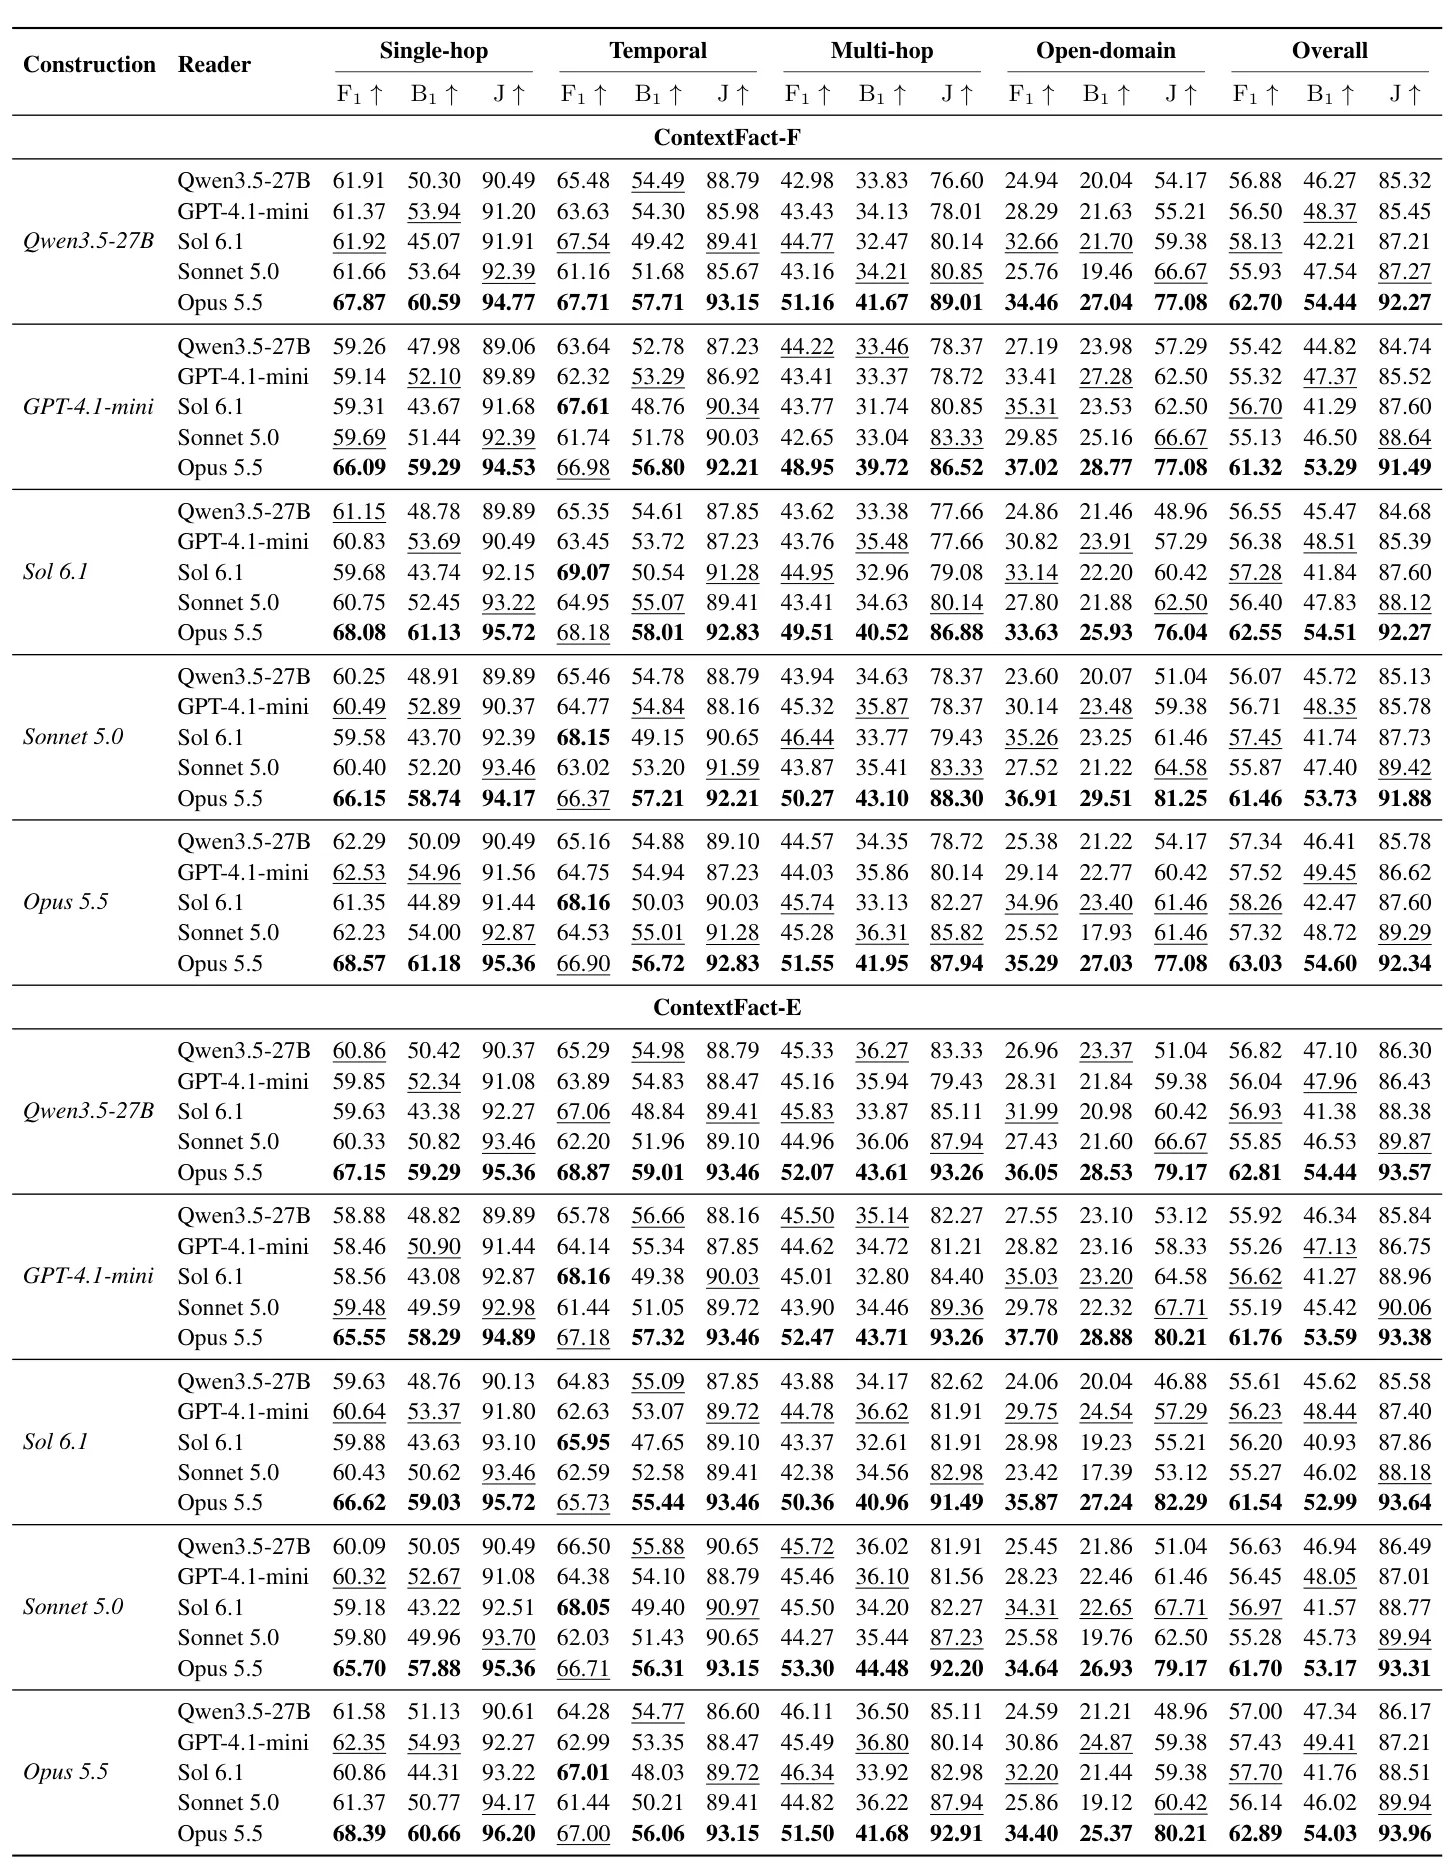 Construction Reader Single-hop Temporal Multi-hop Open-domain Overall
F1 ↑ B1 ↑ J ↑ F1 ↑ B1 ↑ J ↑ F1 ↑ B1 ↑ J ↑ F1 ↑ B1 ↑ J ↑ F1 ↑ B1 ↑ J ↑
ContextFact-F
Qwen3.5-27B 61.91 50.30 90.49 65.48 54.49 88.79 42.98 33.83 76.60 24.94 20.04 54.17 56.88 46.27 85.32
GPT-4.1-mini 61.37 53.94 91.20 63.63 54.30 85.98 43.43 34.13 78.01 28.29 21.63 55.21 56.50 48.37 85.45
Qwen3.5-27B Sol 6.1 61.92 45.07 91.91 67.54 49.42 89.41 44.77 32.47 80.14 32.66 21.70 59.38 58.13 42.21 87.21
Sonnet 5.0 61.66 53.64 92.39 61.16 51.68 85.67 43.16 34.21 80.85 25.76 19.46 66.67 55.93 47.54 87.27
Opus 5.5 67.87 60.59 94.77 67.71 57.71 93.15 51.16 41.67 89.01 34.46 27.04 77.08 62.70 54.44 92.27
Qwen3.5-27B 59.26 47.98 89.06 63.64 52.78 87.23 44.22 33.46 78.37 27.19 23.98 57.29 55.42 44.82 84.74
GPT-4.1-mini 59.14 52.10 89.89 62.32 53.29 86.92 43.41 33.37 78.72 33.41 27.28 62.50 55.32 47.37 85.52
GPT-4.1-mini Sol 6.1 59.31 43.67 91.68 67.61 48.76 90.34 43.77 31.74 80.85 35.31 23.53 62.50 56.70 41.29 87.60
Sonnet 5.0 59.69 51.44 92.39 61.74 51.78 90.03 42.65 33.04 83.33 29.85 25.16 66.67 55.13 46.50 88.64
Opus 5.5 66.09 59.29 94.53 66.98 56.80 92.21 48.95 39.72 86.52 37.02 28.77 77.08 61.32 53.29 91.49
Qwen3.5-27B 61.15 48.78 89.89 65.35 54.61 87.85 43.62 33.38 77.66 24.86 21.46 48.96 56.55 45.47 84.68
GPT-4.1-mini 60.83 53.69 90.49 63.45 53.72 87.23 43.76 35.48 77.66 30.82 23.91 57.29 56.38 48.51 85.39
Sol 6.1 Sol 6.1 59.68 43.74 92.15 69.07 50.54 91.28 44.95 32.96 79.08 33.14 22.20 60.42 57.28 41.84 87.60
Sonnet 5.0 60.75 52.45 93.22 64.95 55.07 89.41 43.41 34.63 80.14 27.80 21.88 62.50 56.40 47.83 88.12
Opus 5.5 68.08 61.13 95.72 68.18 58.01 92.83 49.51 40.52 86.88 33.63 25.93 76.04 62.55 54.51 92.27
Qwen3.5-27B 60.25 48.91 89.89 65.46 54.78 88.79 43.94 34.63 78.37 23.60 20.07 51.04 56.07 45.72 85.13
GPT-4.1-mini 60.49 52.89 90.37 64.77 54.84 88.16 45.32 35.87 78.37 30.14 23.48 59.38 56.71 48.35 85.78
Sonnet 5.0 Sol 6.1 59.58 43.70 92.39 68.15 49.15 90.65 46.44 33.77 79.43 35.26 23.25 61.46 57.45 41.74 87.73
Sonnet 5.0 60.40 52.20 93.46 63.02 53.20 91.59 43.87 35.41 83.33 27.52 21.22 64.58 55.87 47.40 89.42
Opus 5.5 66.15 58.74 94.17 66.37 57.21 92.21 50.27 43.10 88.30 36.91 29.51 81.25 61.46 53.73 91.88
Qwen3.5-27B 62.29 50.09 90.49 65.16 54.88 89.10 44.57 34.35 78.72 25.38 21.22 54.17 57.34 46.41 85.78
GPT-4.1-mini 62.53 54.96 91.56 64.75 54.94 87.23 44.03 35.86 80.14 29.14 22.77 60.42 57.52 49.45 86.62
Opus 5.5 Sol 6.1 61.35 44.89 91.44 68.16 50.03 90.03 45.74 33.13 82.27 34.96 23.40 61.46 58.26 42.47 87.60
Sonnet 5.0 62.23 54.00 92.87 64.53 55.01 91.28 45.28 36.31 85.82 25.52 17.93 61.46 57.32 48.72 89.29
Opus 5.5 68.57 61.18 95.36 66.90 56.72 92.83 51.55 41.95 87.94 35.29 27.03 77.08 63.03 54.60 92.34
ContextFact-E
Qwen3.5-27B 60.86 50.42 90.37 65.29 54.98 88.79 45.33 36.27 83.33 26.96 23.37 51.04 56.82 47.10 86.30
GPT-4.1-mini 59.85 52.34 91.08 63.89 54.83 88.47 45.16 35.94 79.43 28.31 21.84 59.38 56.04 47.96 86.43
Qwen3.5-27B Sol 6.1 59.63 43.38 92.27 67.06 48.84 89.41 45.83 33.87 85.11 31.99 20.98 60.42 56.93 41.38 88.38
Sonnet 5.0 60.33 50.82 93.46 62.20 51.96 89.10 44.96 36.06 87.94 27.43 21.60 66.67 55.85 46.53 89.87
Opus 5.5 67.15 59.29 95.36 68.87 59.01 93.46 52.07 43.61 93.26 36.05 28.53 79.17 62.81 54.44 93.57
Qwen3.5-27B 58.88 48.82 89.89 65.78 56.66 88.16 45.50 35.14 82.27 27.55 23.10 53.12 55.92 46.34 85.84
GPT-4.1-mini 58.46 50.90 91.44 64.14 55.34 87.85 44.62 34.72 81.21 28.82 23.16 58.33 55.26 47.13 86.75
GPT-4.1-mini Sol 6.1 58.56 43.08 92.87 68.16 49.38 90.03 45.01 32.80 84.40 35.03 23.20 64.58 56.62 41.27 88.96
Sonnet 5.0 59.48 49.59 92.98 61.44 51.05 89.72 43.90 34.46 89.36 29.78 22.32 67.71 55.19 45.42 90.06
Opus 5.5 65.55 58.29 94.89 67.18 57.32 93.46 52.47 43.71 93.26 37.70 28.88 80.21 61.76 53.59 93.38
Qwen3.5-27B 59.63 48.76 90.13 64.83 55.09 87.85 43.88 34.17 82.62 24.06 20.04 46.88 55.61 45.62 85.58
GPT-4.1-mini 60.64 53.37 91.80 62.63 53.07 89.72 44.78 36.62 81.91 29.75 24.54 57.29 56.23 48.44 87.40
Sol 6.1 Sol 6.1 59.88 43.63 93.10 65.95 47.65 89.10 43.37 32.61 81.91 28.98 19.23 55.21 56.20 40.93 87.86
Sonnet 5.0 60.43 50.62 93.46 62.59 52.58 89.41 42.38 34.56 82.98 23.42 17.39 53.12 55.27 46.02 88.18
Opus 5.5 66.62 59.03 95.72 65.73 55.44 93.46 50.36 40.96 91.49 35.87 27.24 82.29 61.54 52.99 93.64
Qwen3.5-27B 60.09 50.05 90.49 66.50 55.88 90.65 45.72 36.02 81.91 25.45 21.86 51.04 56.63 46.94 86.49
GPT-4.1-mini 60.32 52.67 91.08 64.38 54.10 88.79 45.46 36.10 81.56 28.23 22.46 61.46 56.45 48.05 87.01
Sonnet 5.0 Sol 6.1 59.18 43.22 92.51 68.05 49.40 90.97 45.50 34.20 82.27 34.31 22.65 67.71 56.97 41.57 88.77
Sonnet 5.0 59.80 49.96 93.70 62.03 51.43 90.65 44.27 35.44 87.23 25.58 19.76 62.50 55.28 45.73 89.94
Opus 5.5 65.70 57.88 95.36 66.71 56.31 93.15 53.30 44.48 92.20 34.64 26.93 79.17 61.70 53.17 93.31
Qwen3.5-27B 61.58 51.13 90.61 64.28 54.77 86.60 46.11 36.50 85.11 24.59 21.21 48.96 57.00 47.34 86.17
GPT-4.1-mini 62.35 54.93 92.27 62.99 53.35 88.47 45.49 36.80 80.14 30.86 24.87 59.38 57.43 49.41 87.21
Opus 5.5 Sol 6.1 60.86 44.31 93.22 67.01 48.03 89.72 46.34 33.92 82.98 32.20 21.44 59.38 57.70 41.76 88.51
Sonnet 5.0 61.37 50.77 94.17 61.44 50.21 89.41 44.82 36.22 87.94 25.86 19.12 60.42 56.14 46.02 89.94
Opus 5.5 68.39 60.66 96.20 67.00 56.06 93.15 51.50 41.68 92.91 34.40 25.37 80.21 62.89 54.03 93.96